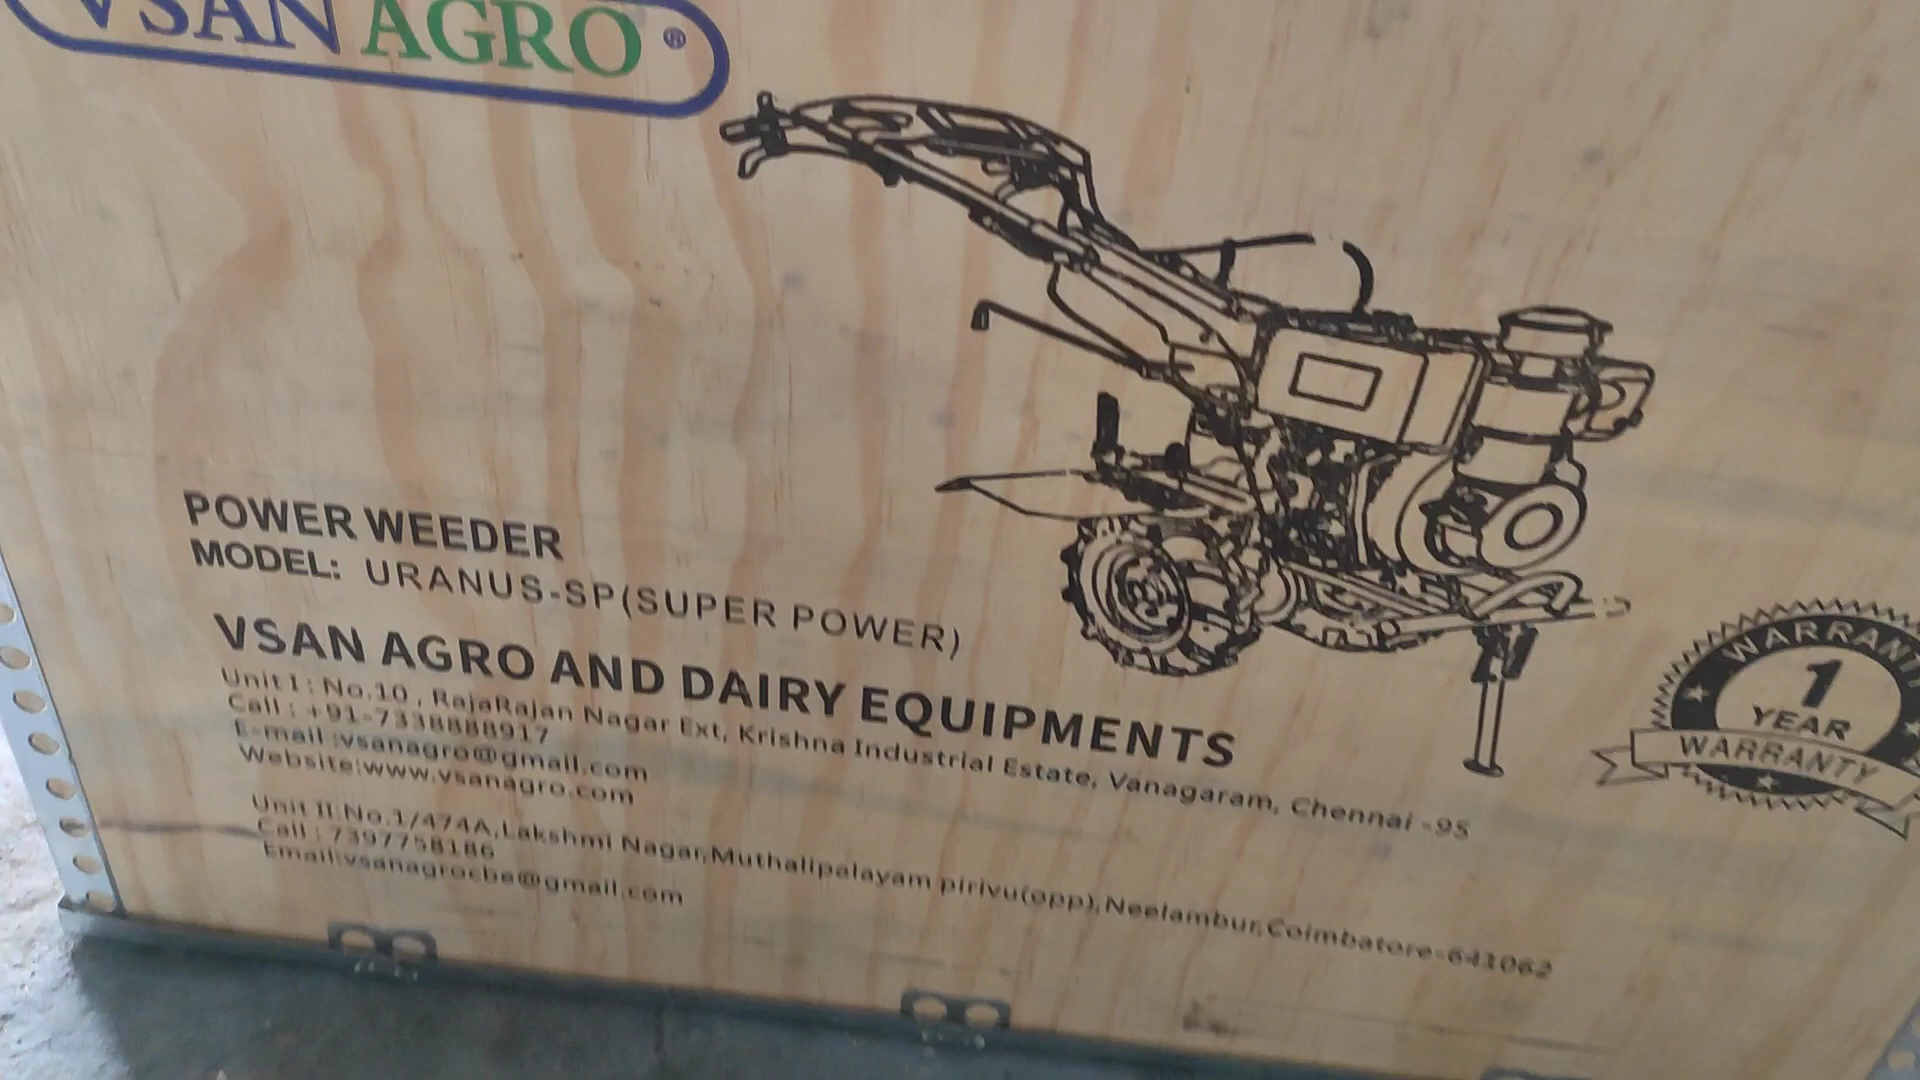 VSAN AGRO ®
POWER WEEDER
MODEL: URANUS-SP(SUPER POWER)
VSAN AGRO AND DAIRY EQUIPMENTS
Unit I : No.10 , RajaRajan Nagar Ext, Krishna Industrial Estate, Vanagaram, Chennai -95
Call : +91-7338888917
E-mail :vsanagro@gmail.com
Website:www.vsanagro.com
Unit II:No.1/474A,Lakshmi Nagar,Muthalipalayam pirivu(opp),Neelambur,Coimbatore-641062
Call : 7397758186
Email:vsanagrocbe@gmail.com
WARRANTY
1
YEAR
WARRANTY